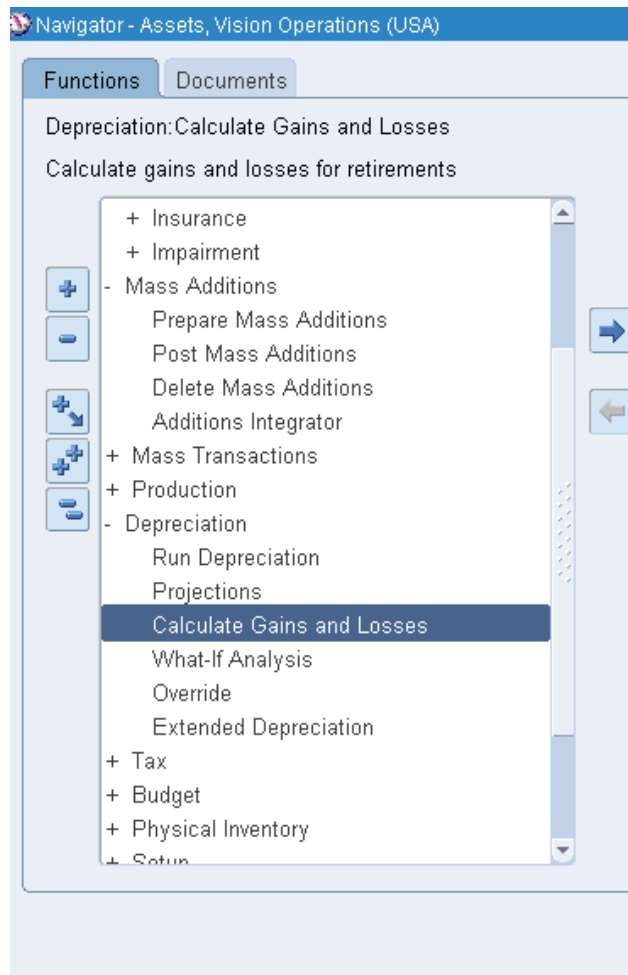 Navigator - Assets, Vision Operations (USA)
Functions Documents
Depreciation:Calculate Gains and Losses
Calculate gains and losses for retirements
+ Insurance
+ Impairment
- Mass Additions
Prepare Mass Additions
Post Mass Additions
Delete Mass Additions
Additions Integrator
+ Mass Transactions
+ Production
- Depreciation
Run Depreciation
Projections
Calculate Gains and Losses
What-If Analysis
Override
Extended Depreciation
+ Tax
+ Budget
+ Physical Inventory
+ Setup